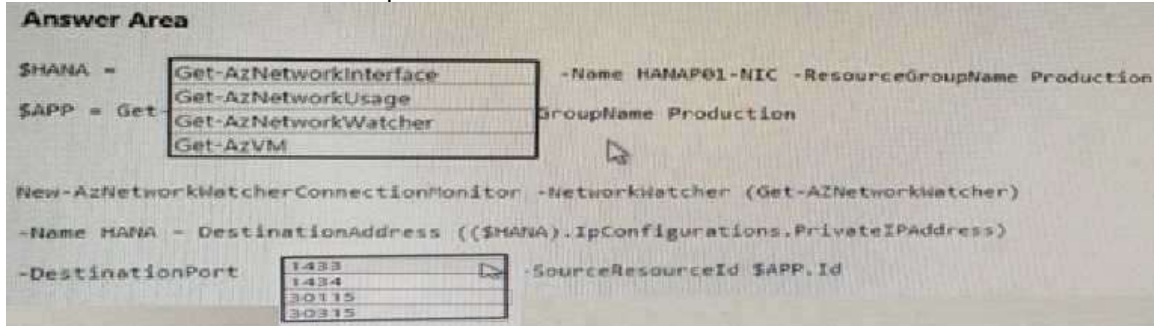 Answer Area
$HANA = Get-AzNetworkInterface -Name HANAP01-NIC -ResourceGroupName Production
Get-AzNetworkUsage
$APP = Get- GroupName Production
Get-AzNetworkWatcher
Get-AzVM
New-AzNetworkWatcherConnectionMonitor -NetworkWatcher (Get-AZNetworkWatcher)
-Name HANA - DestinationAddress (($HANA).IpConfigurations.PrivateIPAddress)
-DestinationPort 1433 -SourceResourceId $APP.Id
1434
30115
30315